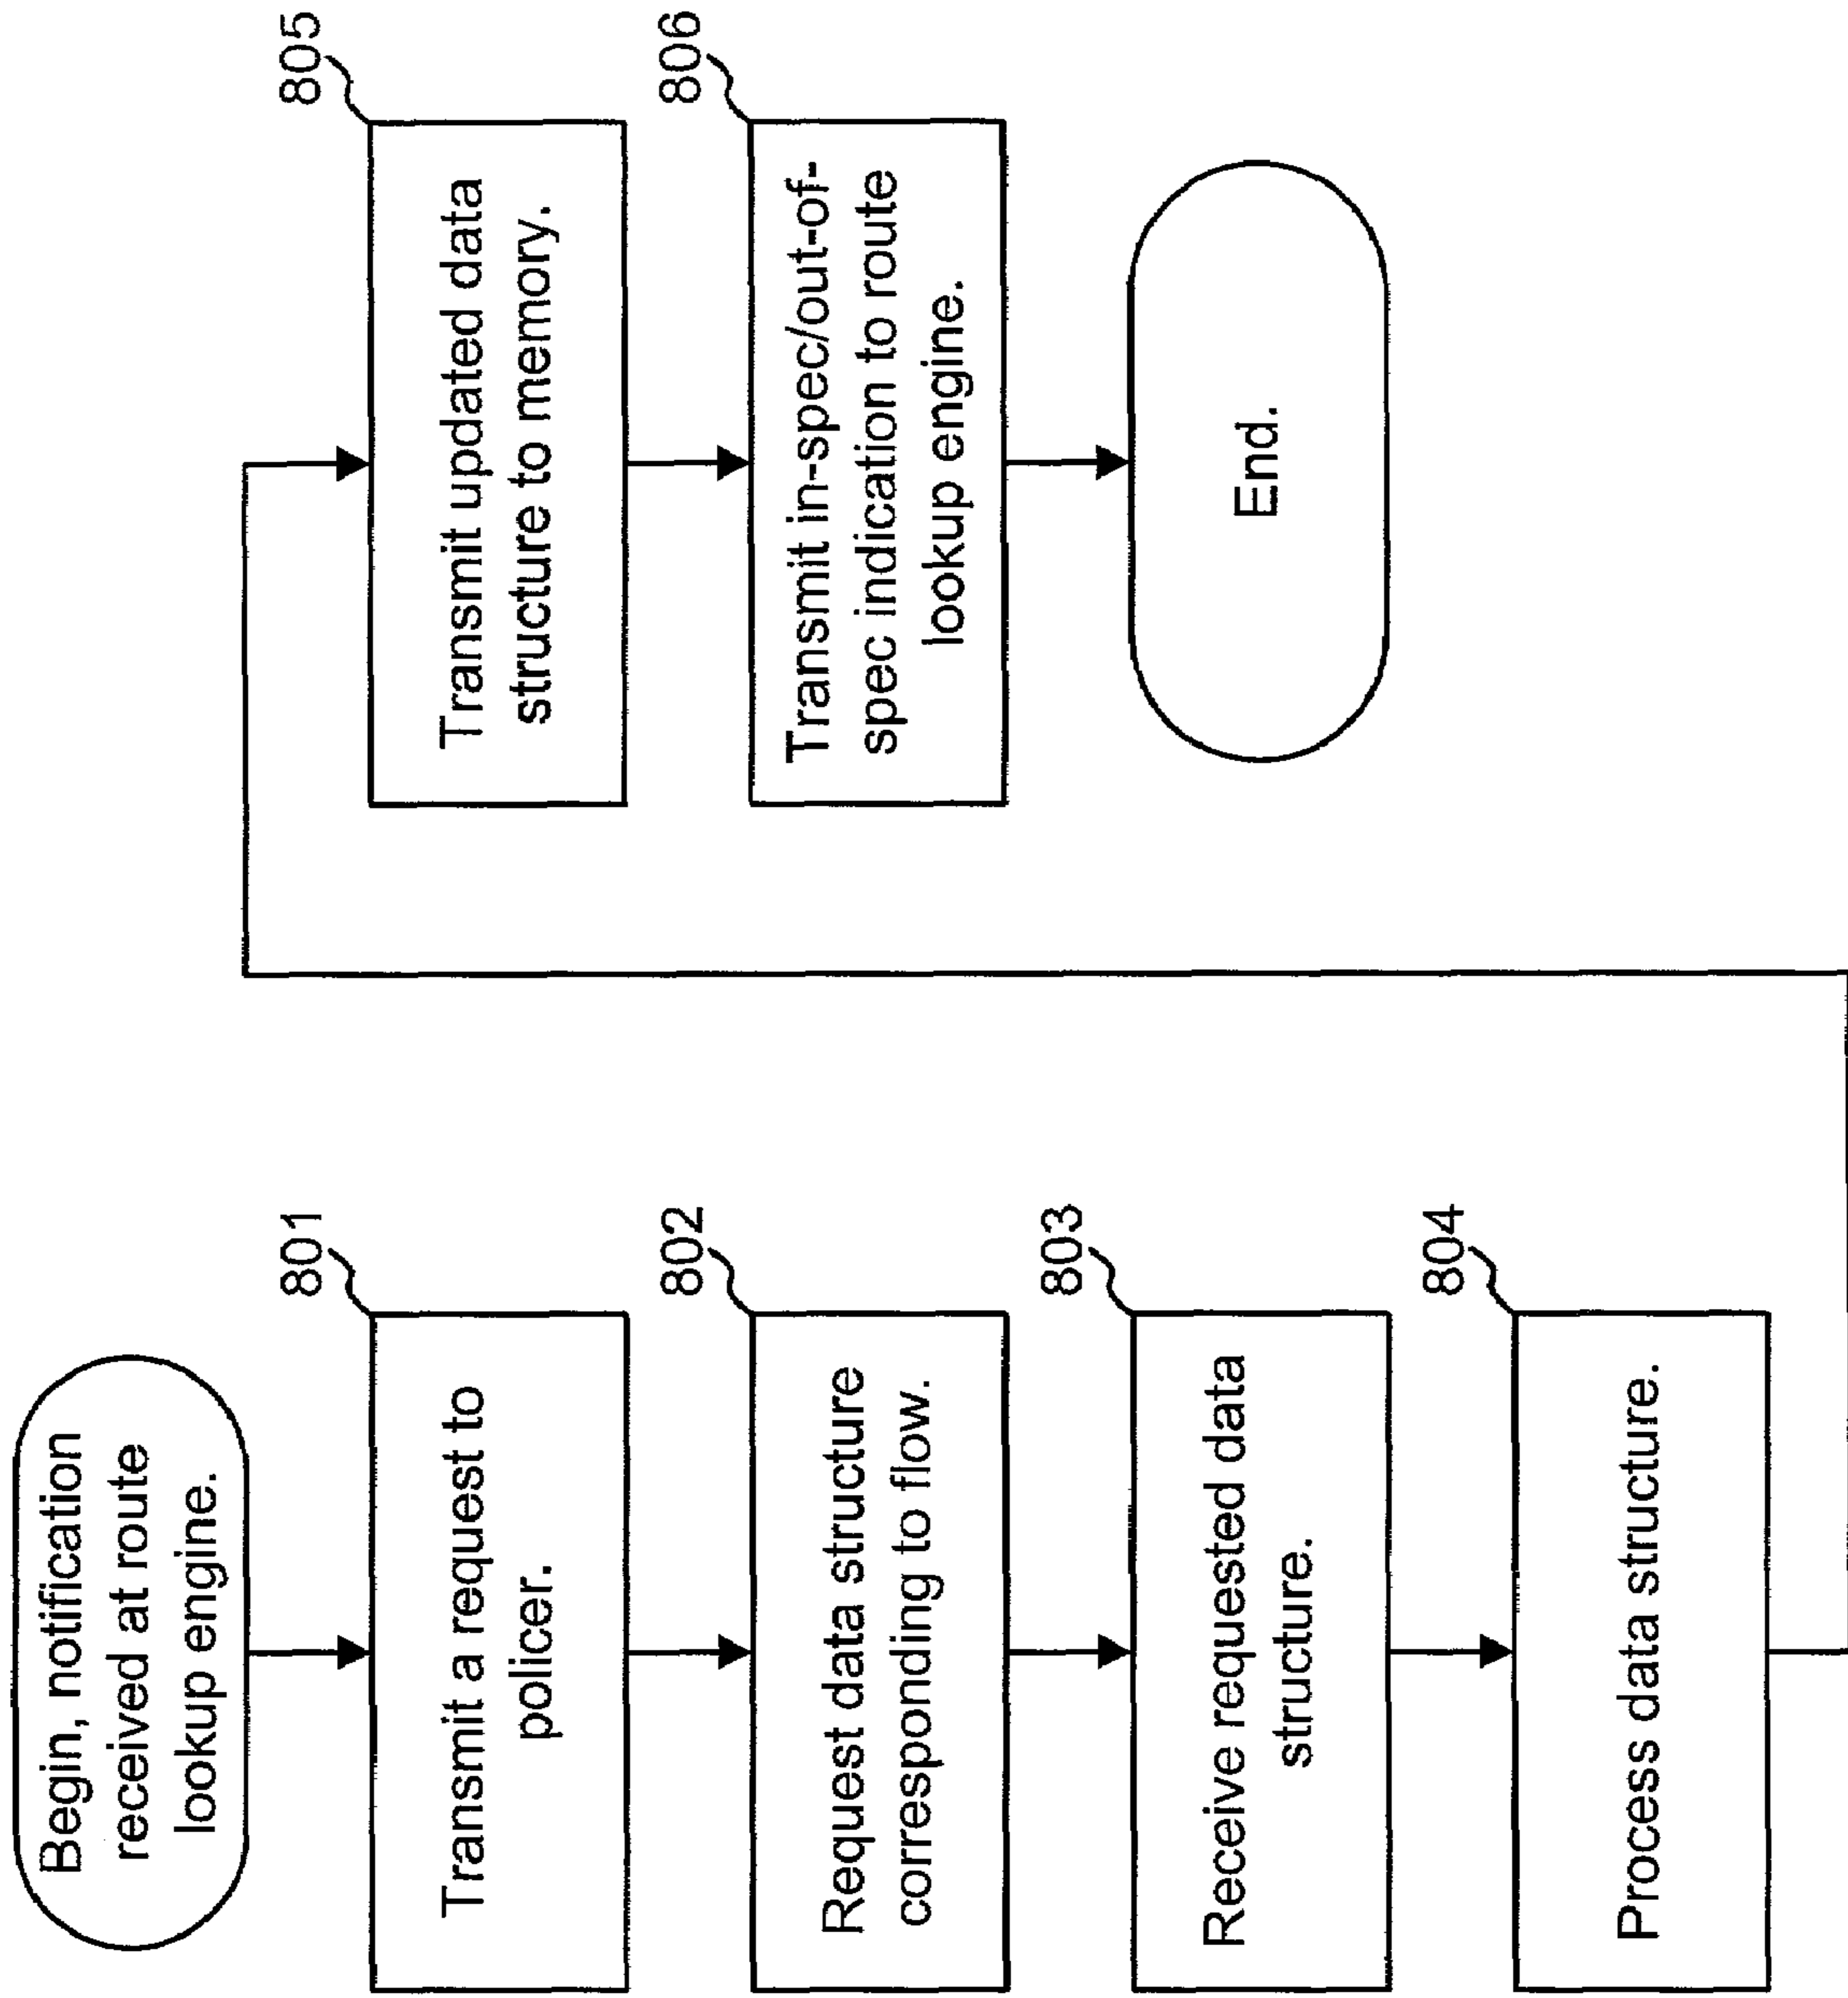 Begin, notification
received at route
lookup engine.
801
Transmit a request to
policer.
802
Request data structure
corresponding to flow.
803
Receive requested data
structure.
804
Process data structure.
805
Transmit updated data
structure to memory.
806
Transmit in-spec/out-of-
spec indication to route
lookup engine.
End.